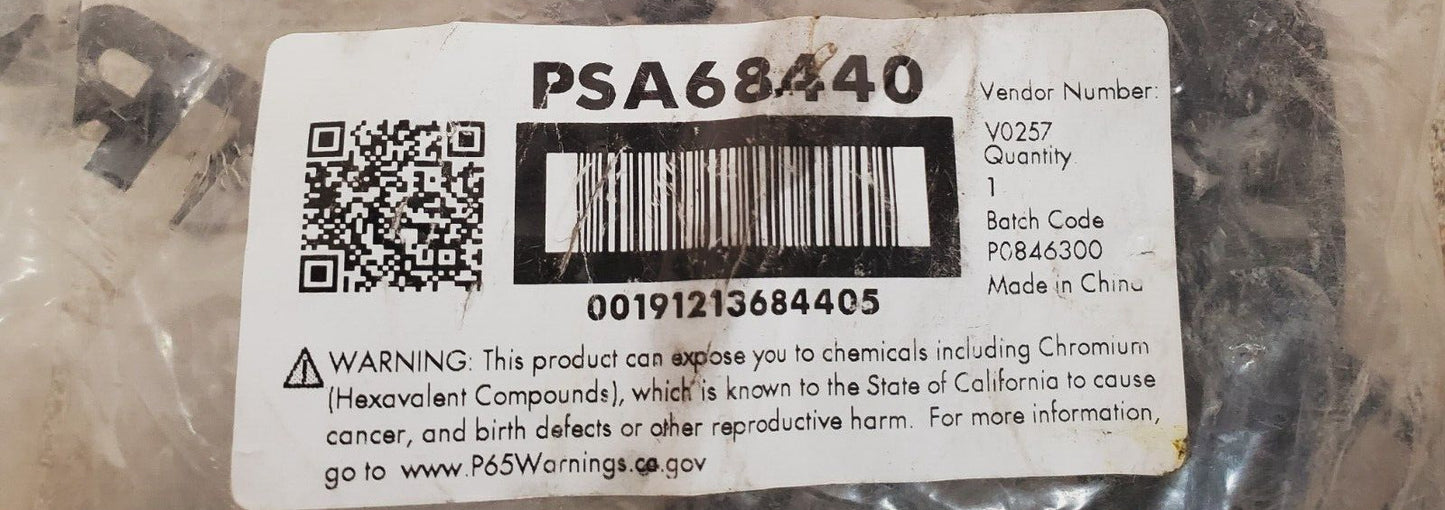 PSA68440
00191213684405
Vendor Number:
V0257
Quantity
1
Batch Code
P0846300
Made in China
WARNING: This product can expose you to chemicals including Chromium
(Hexavalent Compounds), which is known to the State of California to cause
cancer, and birth defects or other reproductive harm. For more information,
go to www.P65Warnings.ca.gov